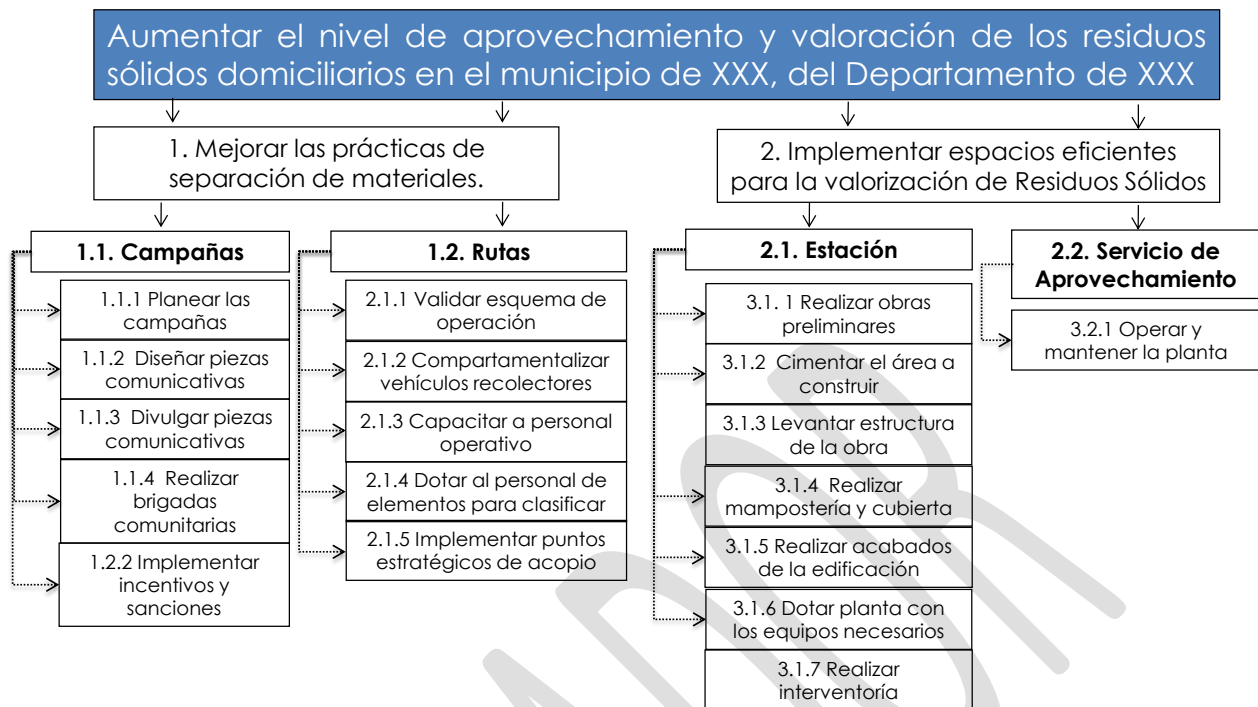 Aumentar el nivel de aprovechamiento y valoración de los residuos
sólidos domiciliarios en el municipio de XXX, del Departamento de XXX
1. Mejorar las prácticas de
separación de materiales.
2. Implementar espacios eficientes
para la valorización de Residuos Sólidos
1.1. Campañas
1.1.1 Planear las
campañas
1.1.2 Diseñar piezas
comunicativas
1.1.3 Divulgar piezas
comunicativas
1.1.4 Realizar
brigadas
comunitarias
1.2.2 Implementar
incentivos y
sanciones
1.2. Rutas
2.1.1 Validar esquema de
operación
2.1.2 Compartamentalizar
vehículos recolectores
2.1.3 Capacitar a personal
operativo
2.1.4 Dotar al personal de
elementos para clasificar
2.1.5 Implementar puntos
estratégicos de acopio
2.1. Estación
3.1. 1 Realizar obras
preliminares
3.1.2 Cimentar el área a
construir
3.1.3 Levantar estructura
de la obra
3.1.4 Realizar
mampostería y cubierta
3.1.5 Realizar acabados
de la edificación
3.1.6 Dotar planta con
los equipos necesarios
3.1.7 Realizar
interventoría
2.2. Servicio de
Aprovechamiento
3.2.1 Operar y
mantener la planta